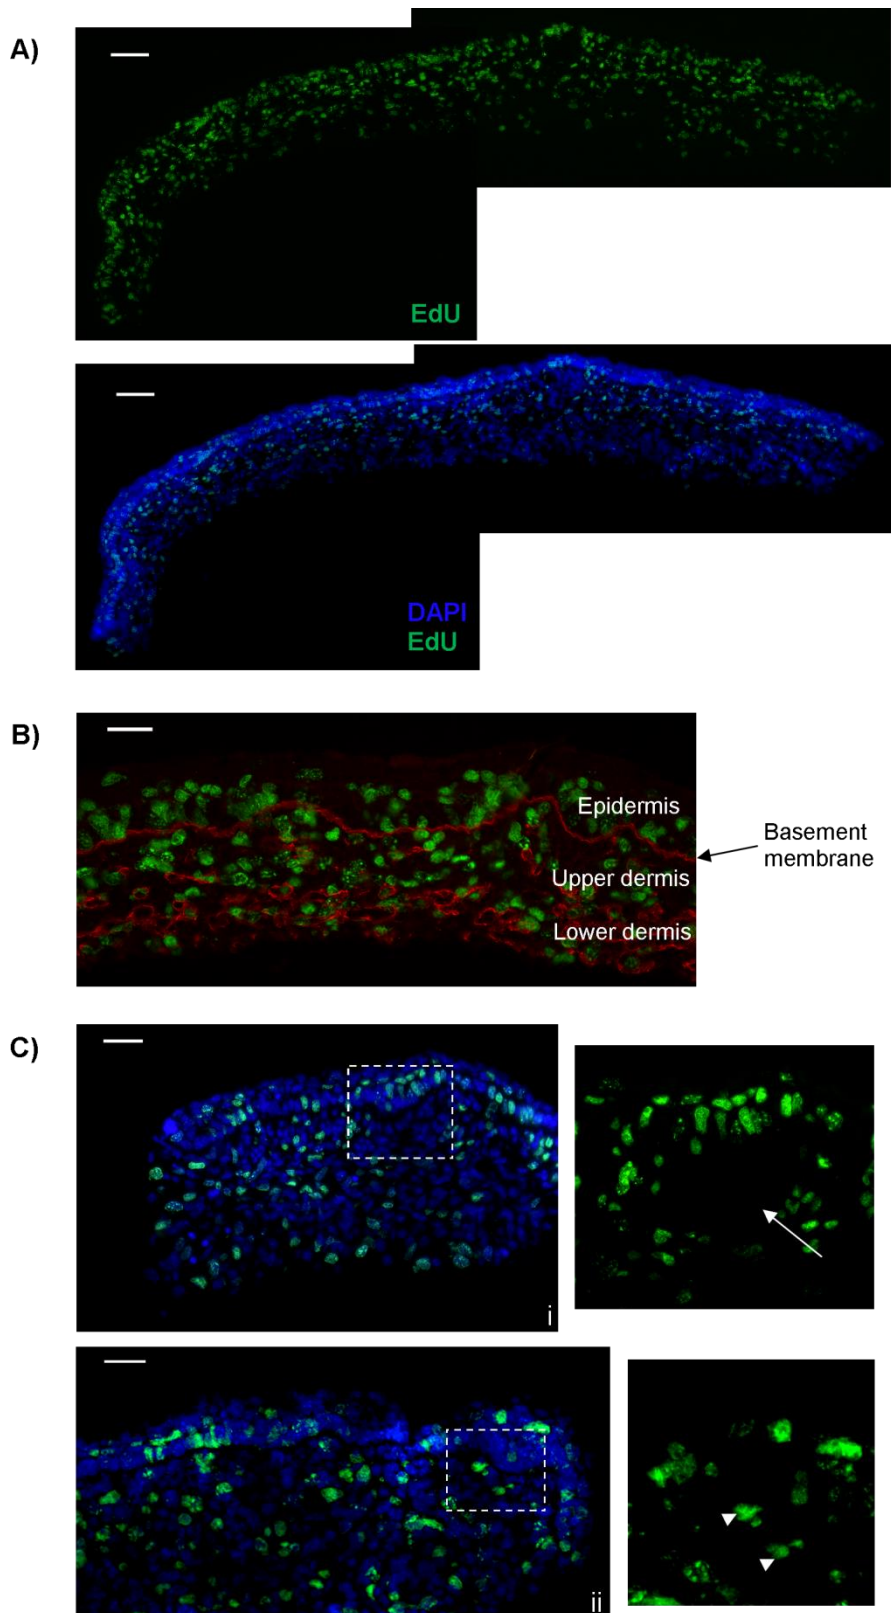 A)
EdU
DAPI
EdU
B)
Epidermis
Basement
membrane
Upper dermis
Lower dermis
C)
i
ii